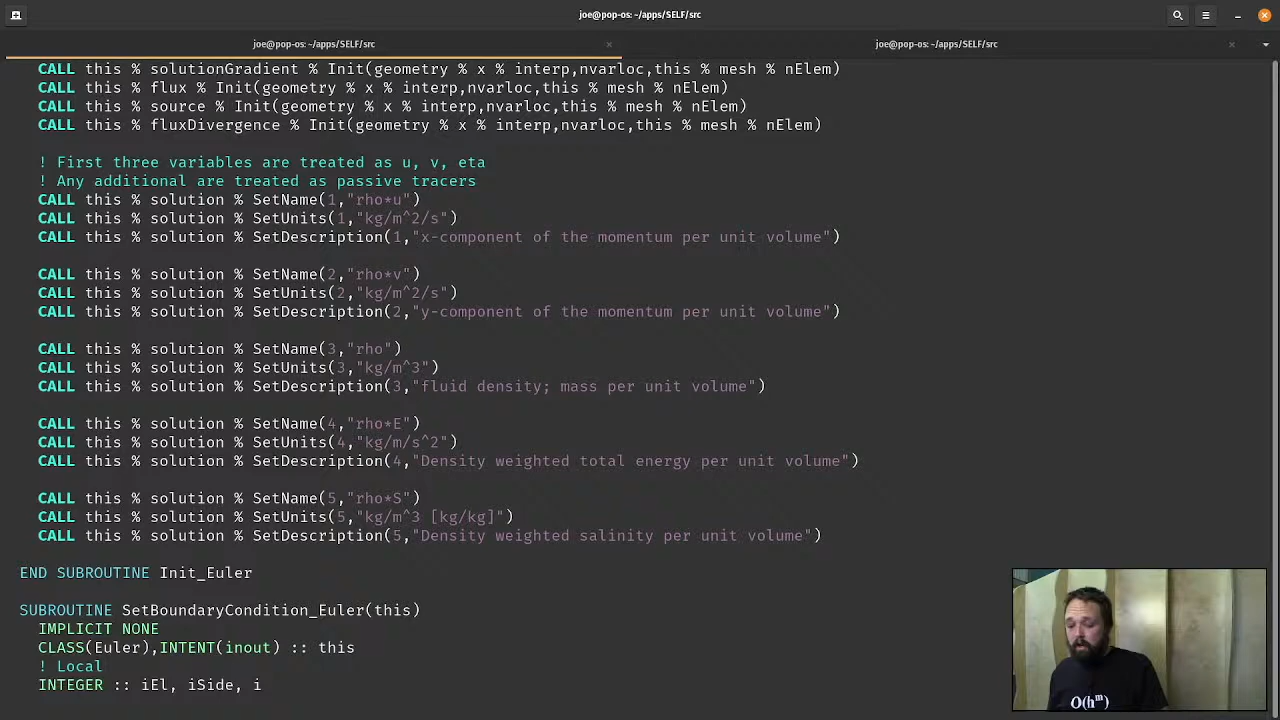 joe@pop-os: ~/apps/SELF/src
joe@pop-os: ~/apps/SELF/src
joe@pop-os: ~/apps/SELF/src
CALL this % solutionGradient % Init(geometry % x % interp,nvarloc,this % mesh % nElem)
CALL this % flux % Init(geometry % x % interp,nvarloc,this % mesh % nElem)
CALL this % source % Init(geometry % x % interp,nvarloc,this % mesh % nElem)
CALL this % fluxDivergence % Init(geometry % x % interp,nvarloc,this % mesh % nElem)
! First three variables are treated as u, v, eta
! Any additional are treated as passive tracers
CALL this % solution % SetName(1,"rho*u")
CALL this % solution % SetUnits(1,"kg/m^2/s")
CALL this % solution % SetDescription(1,"x-component of the momentum per unit volume")
CALL this % solution % SetName(2,"rho*v")
CALL this % solution % SetUnits(2,"kg/m^2/s")
CALL this % solution % SetDescription(2,"y-component of the momentum per unit volume")
CALL this % solution % SetName(3,"rho")
CALL this % solution % SetUnits(3,"kg/m^3")
CALL this % solution % SetDescription(3,"fluid density; mass per unit volume")
CALL this % solution % SetName(4,"rho*E")
CALL this % solution % SetUnits(4,"kg/m/s^2")
CALL this % solution % SetDescription(4,"Density weighted total energy per unit volume")
CALL this % solution % SetName(5,"rho*S")
CALL this % solution % SetUnits(5,"kg/m^3 [kg/kg]")
CALL this % solution % SetDescription(5,"Density weighted salinity per unit volume")
END SUBROUTINE Init_Euler
SUBROUTINE SetBoundaryCondition_Euler(this)
IMPLICIT NONE
CLASS(Euler),INTENT(inout) :: this
! Local
INTEGER :: iEl, iSide, i
O(h^m)